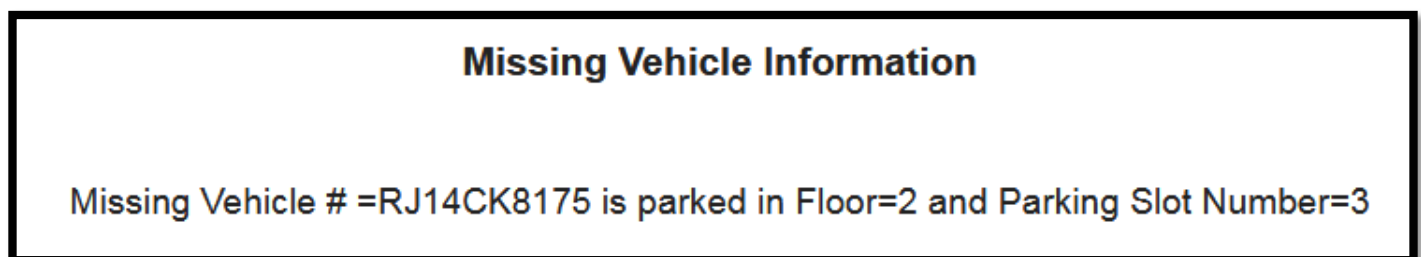 Missing Vehicle Information
Missing Vehicle # =RJ14CK8175 is parked in Floor=2 and Parking Slot Number=3